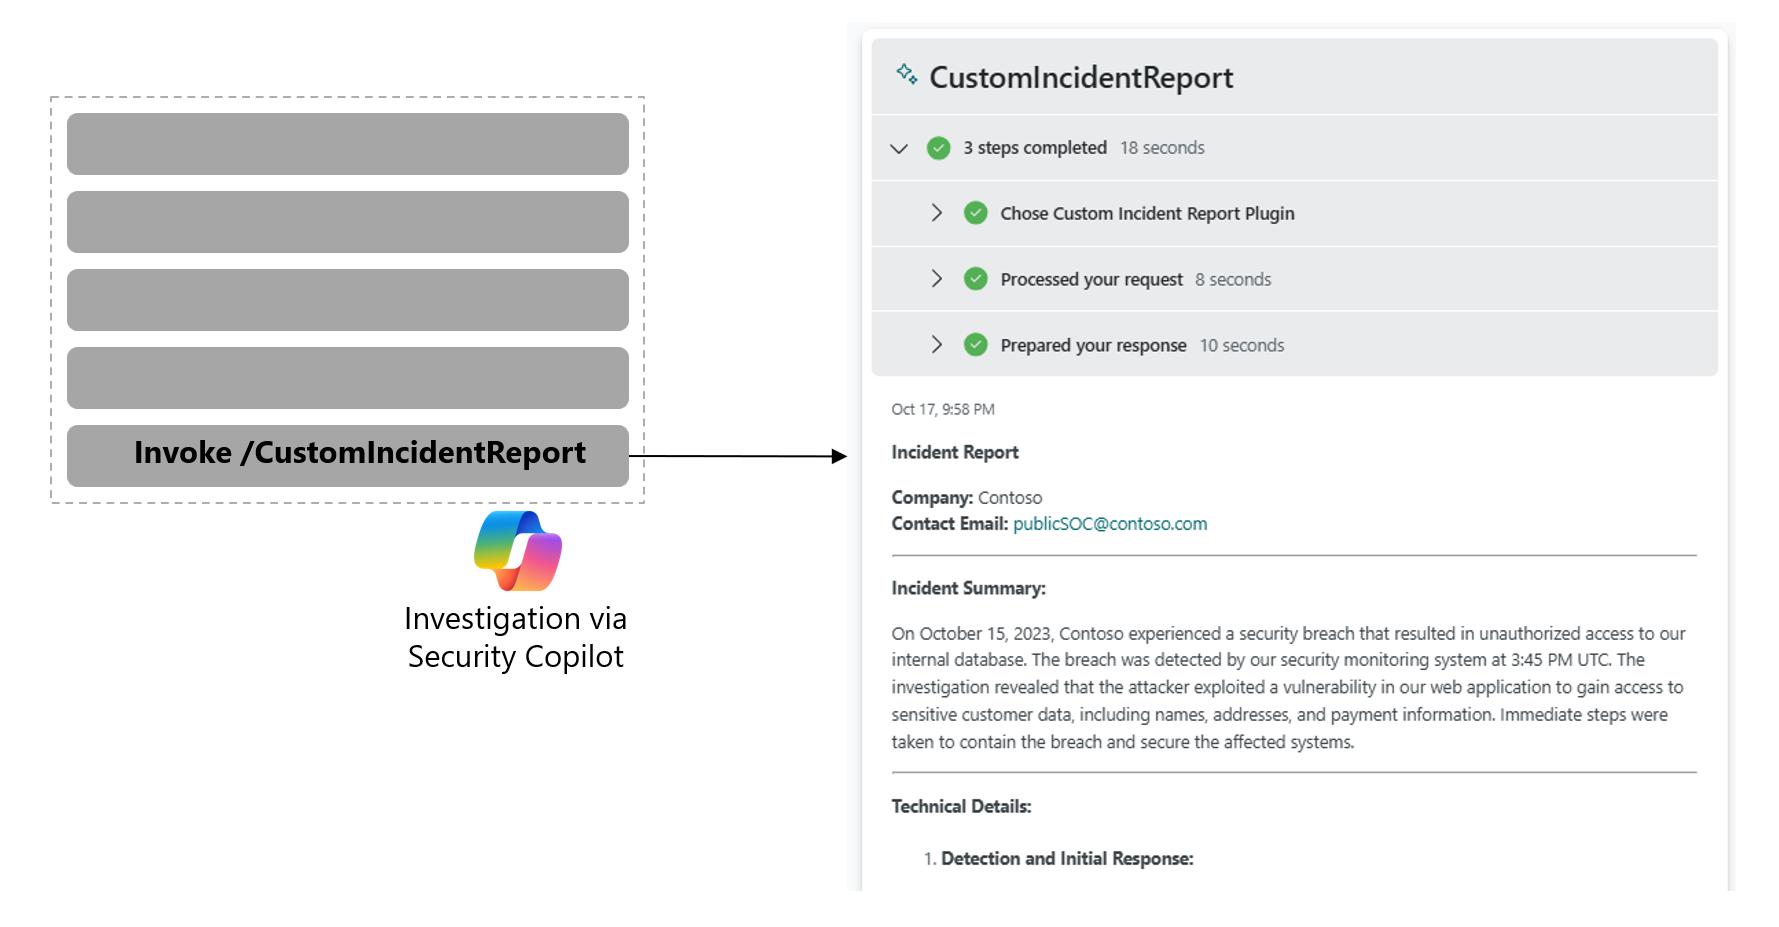 Invoke /CustomIncidentReport
Investigation via
Security Copilot
CustomIncidentReport
3 steps completed 18 seconds
Chose Custom Incident Report Plugin
Processed your request 8 seconds
Prepared your response 10 seconds
Oct 17, 9:58 PM
Incident Report
Company: Contoso
Contact Email: publicSOC@contoso.com
Incident Summary:
On October 15, 2023, Contoso experienced a security breach that resulted in unauthorized access to our
internal database. The breach was detected by our security monitoring system at 3:45 PM UTC. The
investigation revealed that the attacker exploited a vulnerability in our web application to gain access to
sensitive customer data, including names, addresses, and payment information. Immediate steps were
taken to contain the breach and secure the affected systems.
Technical Details:
1. Detection and Initial Response: